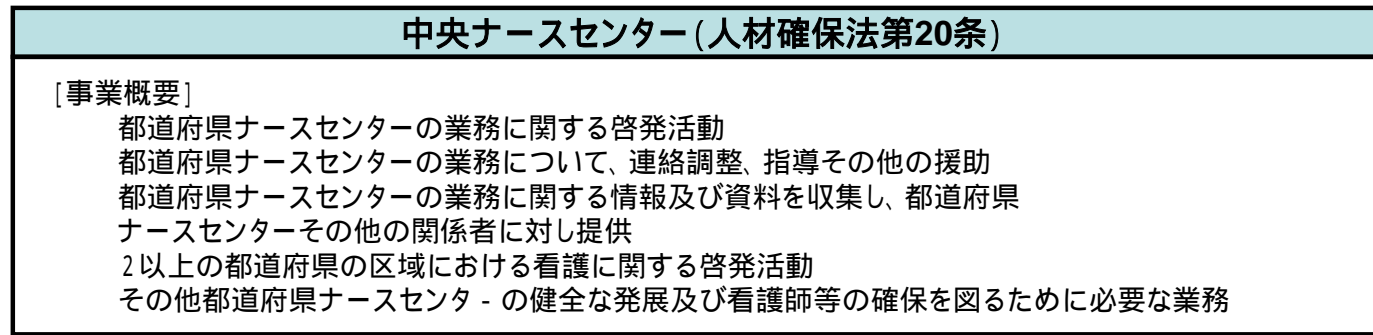 中央ナースセンター(人材確保法第20条)
[事業概要]
都道府県ナースセンターの業務に関する啓発活動
都道府県ナースセンターの業務について、連絡調整、指導その他の援助
都道府県ナースセンターの業務に関する情報及び資料を収集し、都道府県
ナースセンターその他の関係者に対し提供
2以上の都道府県の区域における看護に関する啓発活動
その他都道府県ナースセンタ-の健全な発展及び看護師等の確保を図るために必要な業務